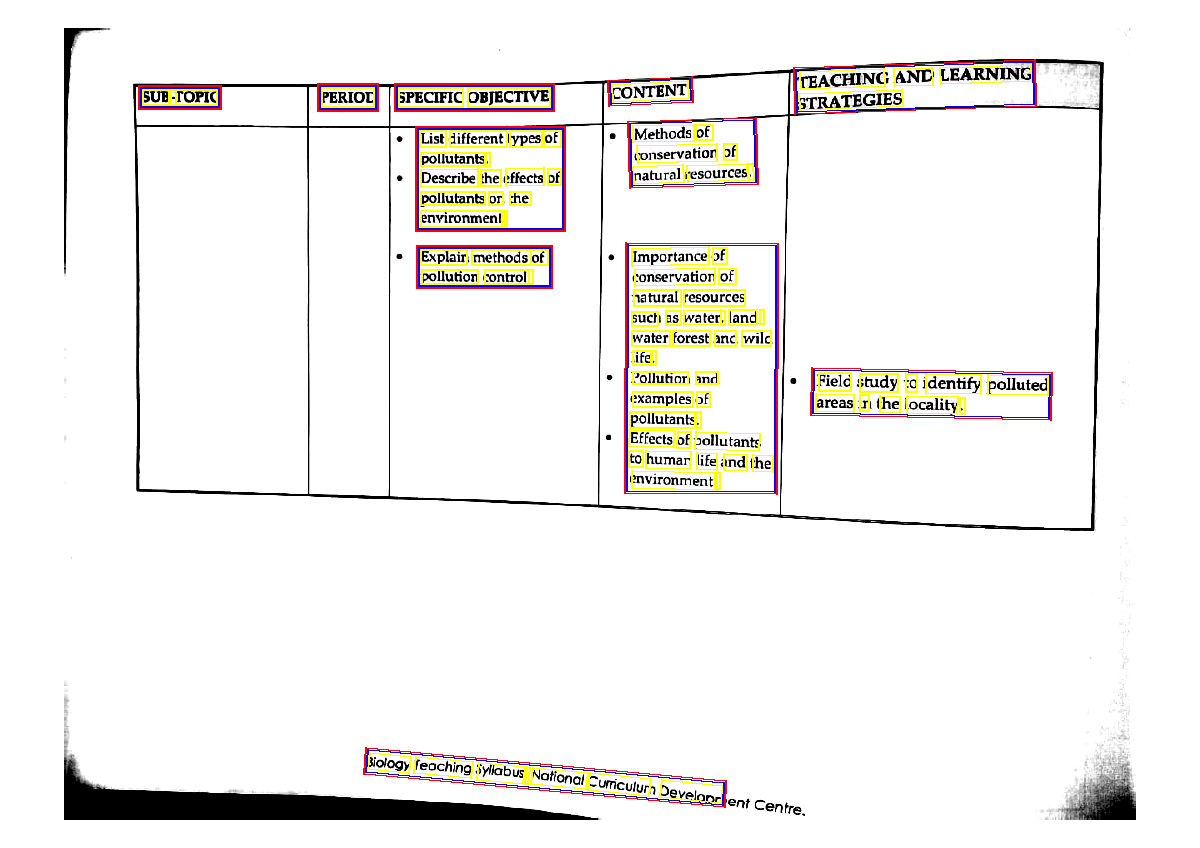 SUB-TOPIC
PERIOD
SPECIFIC OBJECTIVE
CONTENT
TEACHING AND LEARNING
STRATEGIES
• List different types of
pollutants.
• Describe the effects of
pollutants on the
environment
• Explain methods of
pollution control
• Methods of
conservation of
natural resources.
• Importance of
conservation of
natural resources
such as water, land
water forest and wild
life.
• Pollution and
examples of
pollutants.
• Effects of pollutants
to human life and the
environment
• Field study to identify polluted
areas in the locality.
Biology Teaching Syllabus, National Curriculum Development Centre.